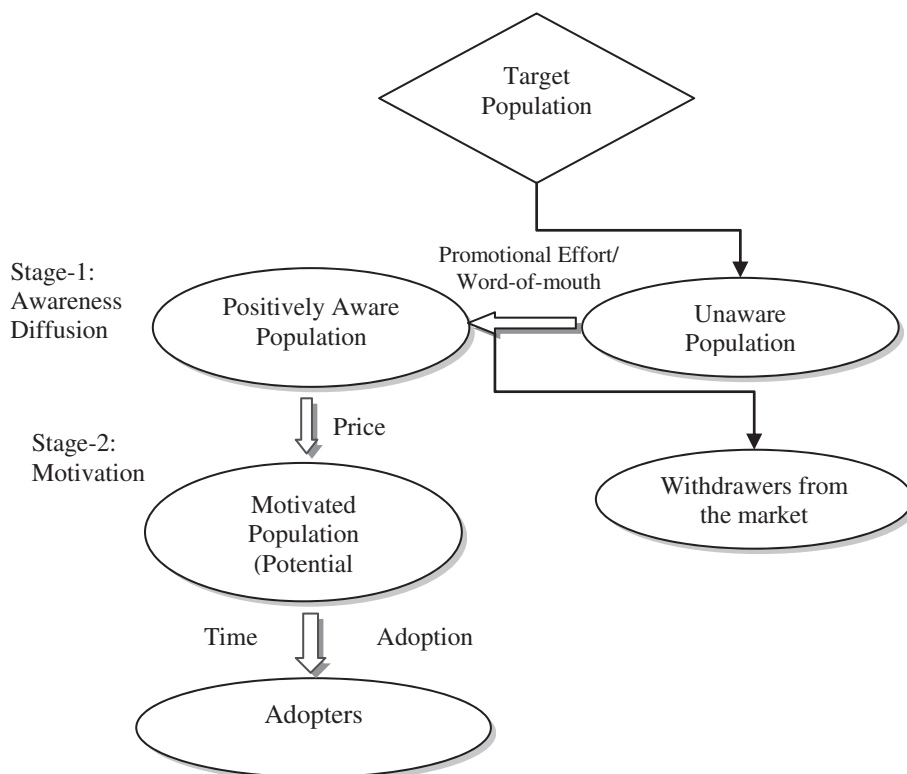 Target
Population
Promotional Effort/
Word-of-mouth
Stage-1:
Awareness
Diffusion
Positively Aware
Population
Unaware
Population
Price
Stage-2:
Motivation
Motivated
Population
(Potential
Withdrawers from
the market
Time
Adoption
Adopters